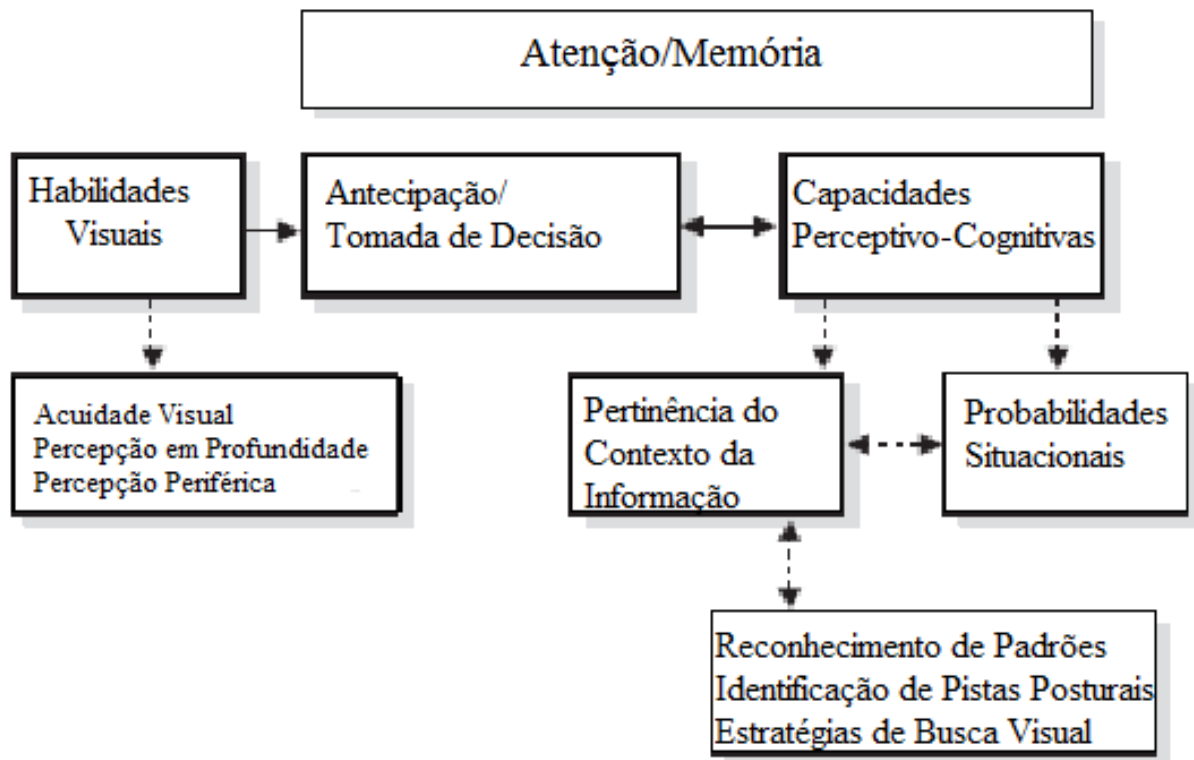 Atenção/Memória
Habilidades
Visuais
Antecipação/
Tomada de Decisão
Capacidades
Perceptivo-Cognitivas
Acuidade Visual
Percepção em Profundidade
Percepção Periférica
Pertinência do
Contexto da
Informação
Probabilidades
Situacionais
Reconhecimento de Padrões
Identificação de Pistas Posturais
Estratégias de Busca Visual